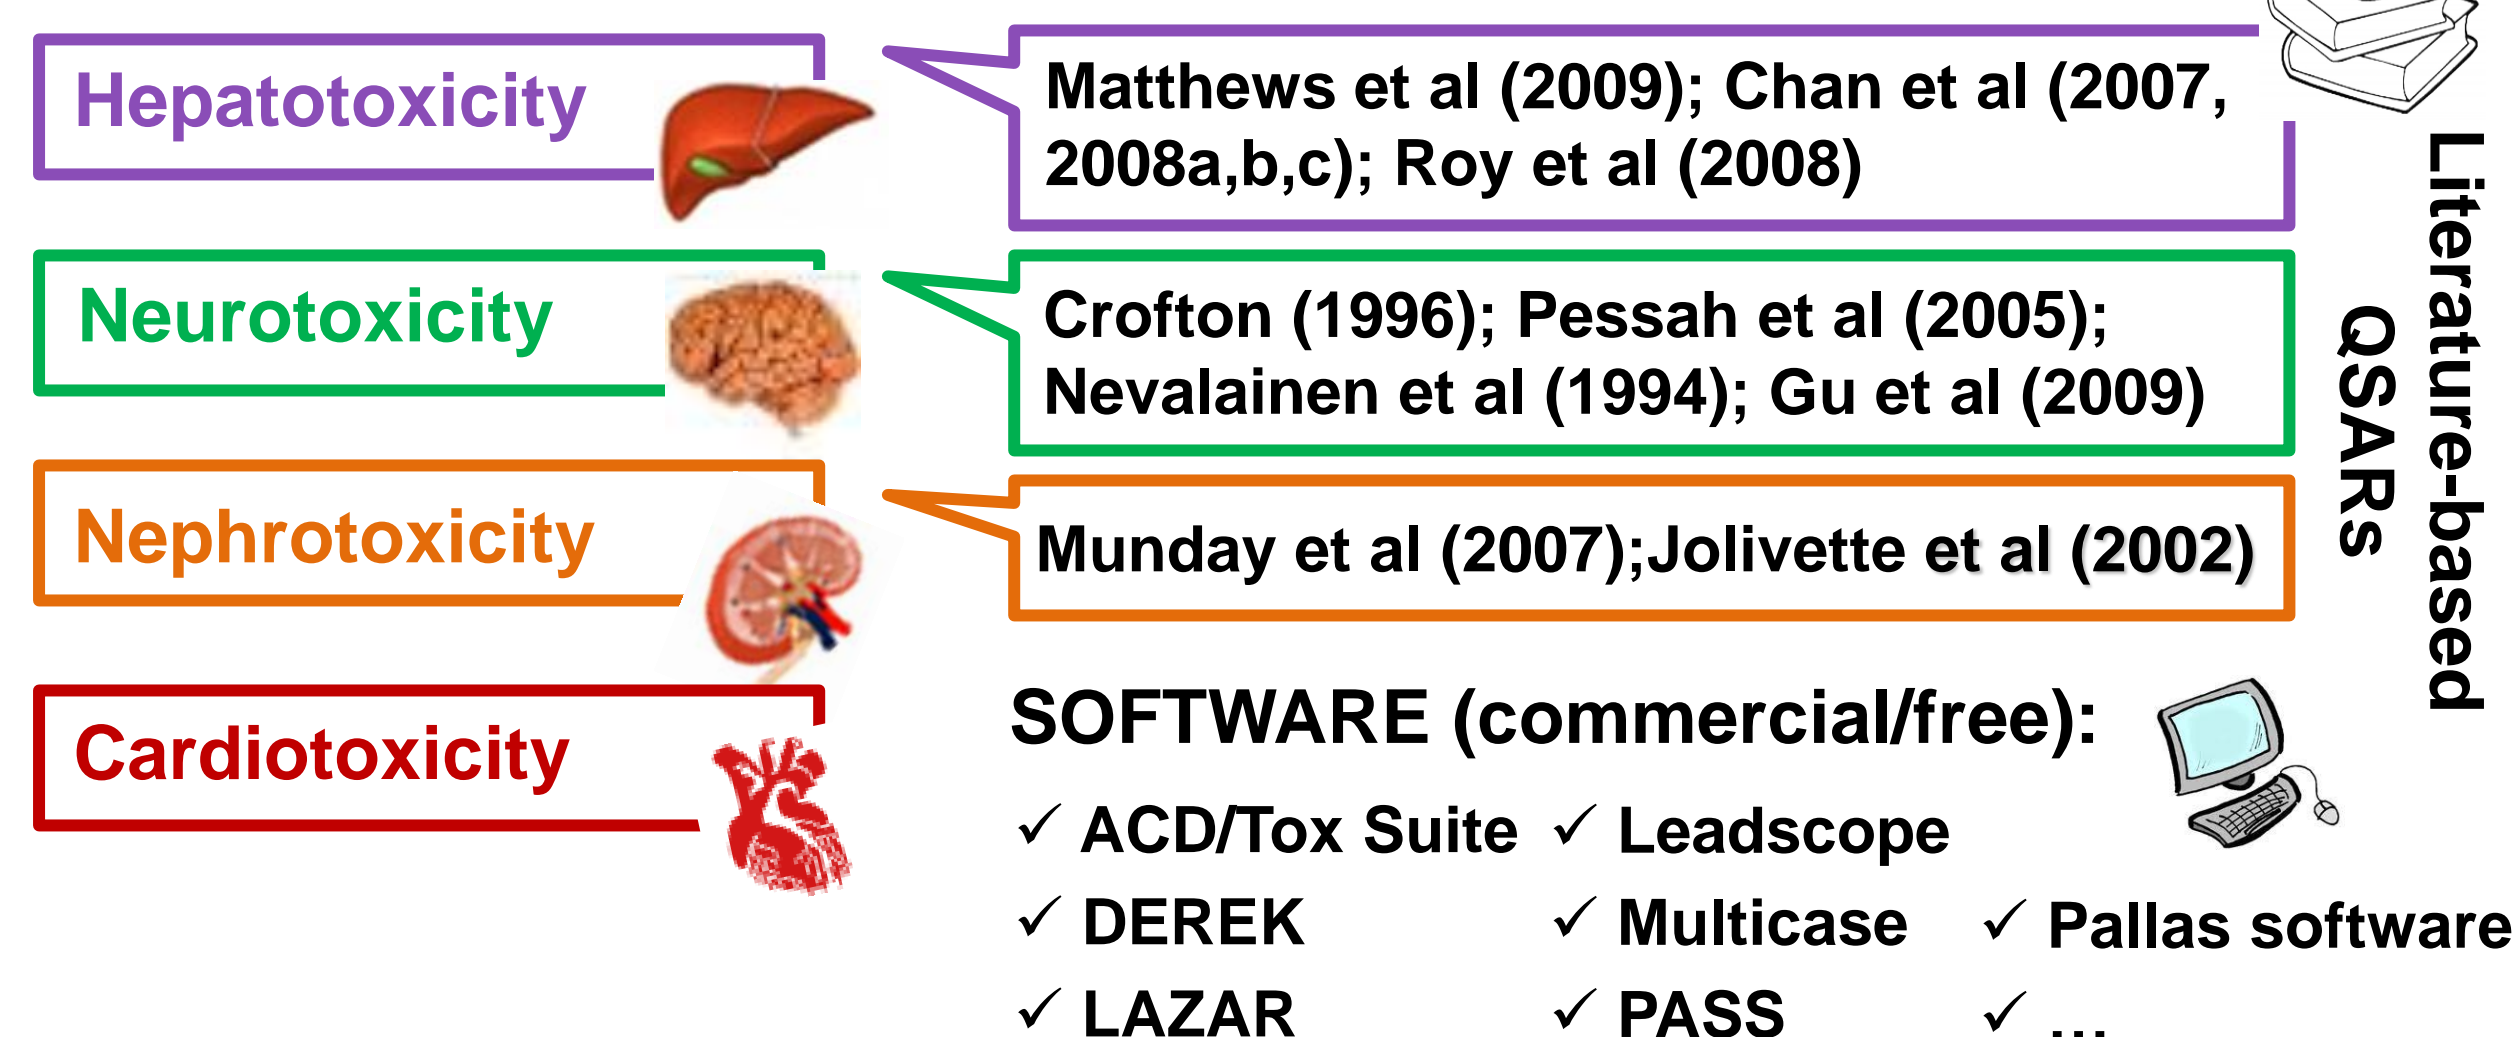 Hepatotoxicity
Matthews et al (2009); Chan et al (2007,
2008a,b,c); Roy et al (2008)
Neurotoxicity
Crofton (1996); Pessah et al (2005);
Nevalainen et al (1994); Gu et al (2009)
Nephrotoxicity
Munday et al (2007);Jolivette et al (2002)
Cardiotoxicity
Literature-based
QSARs
SOFTWARE (commercial/free):
✓ ACD/Tox Suite ✓ Leadscope
✓ DEREK ✓ Multicase ✓ Pallas software
✓ LAZAR ✓ PASS ✓ ...